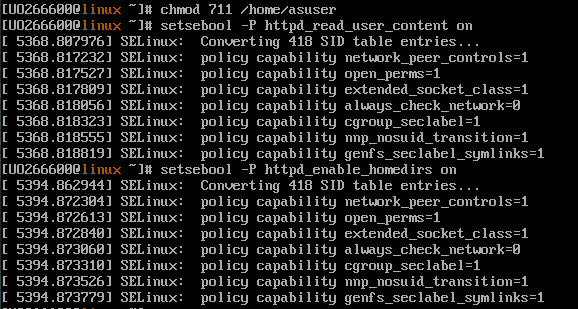 [UO266600@linux ~]# chmod 711 /home/asuser
[UO266600@linux ~]# setsebool -P httpd_read_user_content on
[ 5368.807976] SELinux:  Converting 418 SID table entries...
[ 5368.817232] SELinux:  policy capability network_peer_controls=1
[ 5368.817527] SELinux:  policy capability open_perms=1
[ 5368.817809] SELinux:  policy capability extended_socket_class=1
[ 5368.818056] SELinux:  policy capability always_check_network=0
[ 5368.818323] SELinux:  policy capability cgroup_seclabel=1
[ 5368.818555] SELinux:  policy capability nnp_nosuid_transition=1
[ 5368.818819] SELinux:  policy capability genfs_seclabel_symlinks=1
[UO266600@linux ~]# setsebool -P httpd_enable_homedirs on
[ 5394.862944] SELinux:  Converting 418 SID table entries...
[ 5394.872304] SELinux:  policy capability network_peer_controls=1
[ 5394.872613] SELinux:  policy capability open_perms=1
[ 5394.872840] SELinux:  policy capability extended_socket_class=1
[ 5394.873060] SELinux:  policy capability always_check_network=0
[ 5394.873310] SELinux:  policy capability cgroup_seclabel=1
[ 5394.873526] SELinux:  policy capability nnp_nosuid_transition=1
[ 5394.873779] SELinux:  policy capability genfs_seclabel_symlinks=1